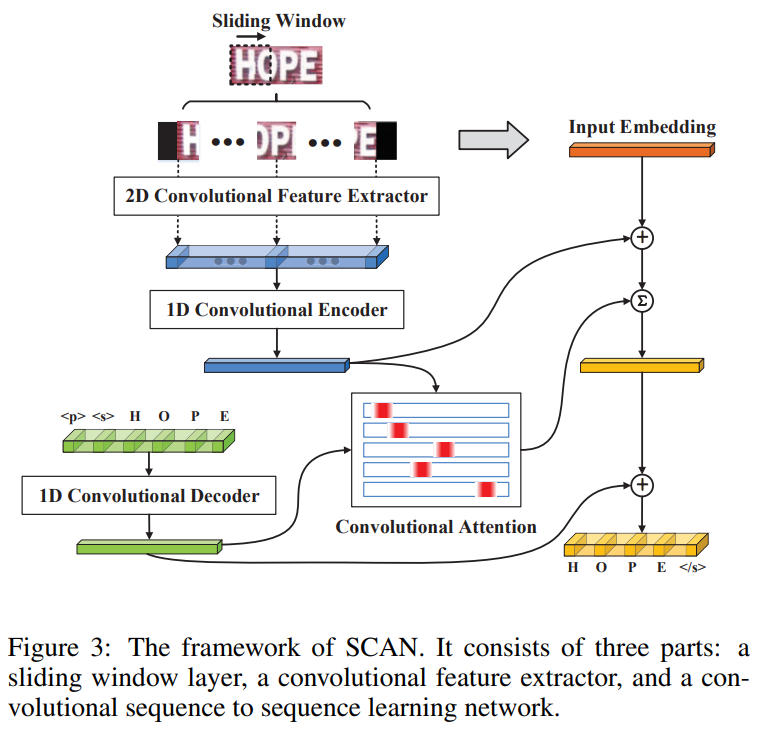 Sliding Window
HOPE
H ••• OPE ••• E
Input Embedding
2D Convolutional Feature Extractor
+
Σ
1D Convolutional Encoder
<p> <s> H O P E
1D Convolutional Decoder
Convolutional Attention
+
H O P E </s>
Figure 3: The framework of SCAN. It consists of three parts: a
sliding window layer, a convolutional feature extractor, and a con-
volutional sequence to sequence learning network.